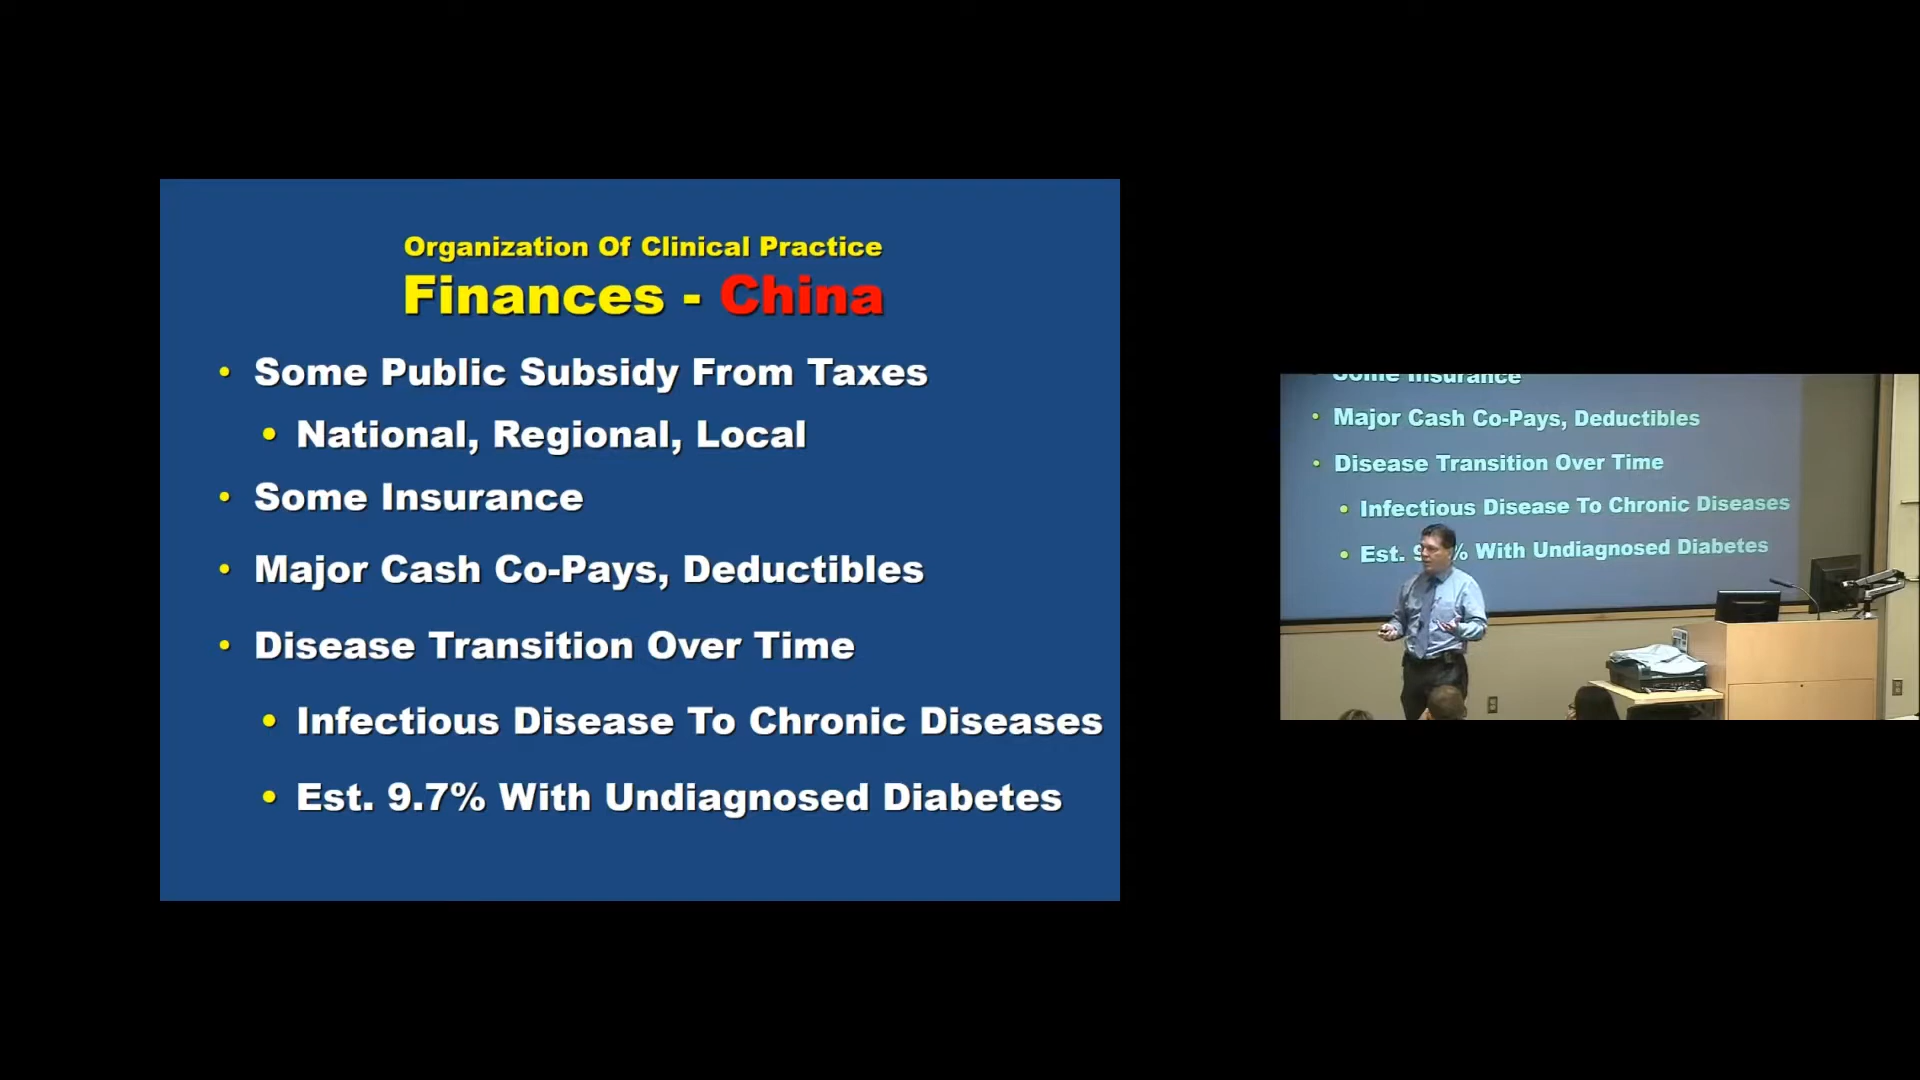 Organization Of Clinical Practice
Finances - China
• Some Public Subsidy From Taxes
• National, Regional, Local
• Some Insurance
• Major Cash Co-Pays, Deductibles
• Disease Transition Over Time
• Infectious Disease To Chronic Diseases
• Est. 9.7% With Undiagnosed Diabetes
Some Insurance
• Major Cash Co-Pays, Deductibles
• Disease Transition Over Time
• Infectious Disease To Chronic Diseases
• Est. % With Undiagnosed Diabetes